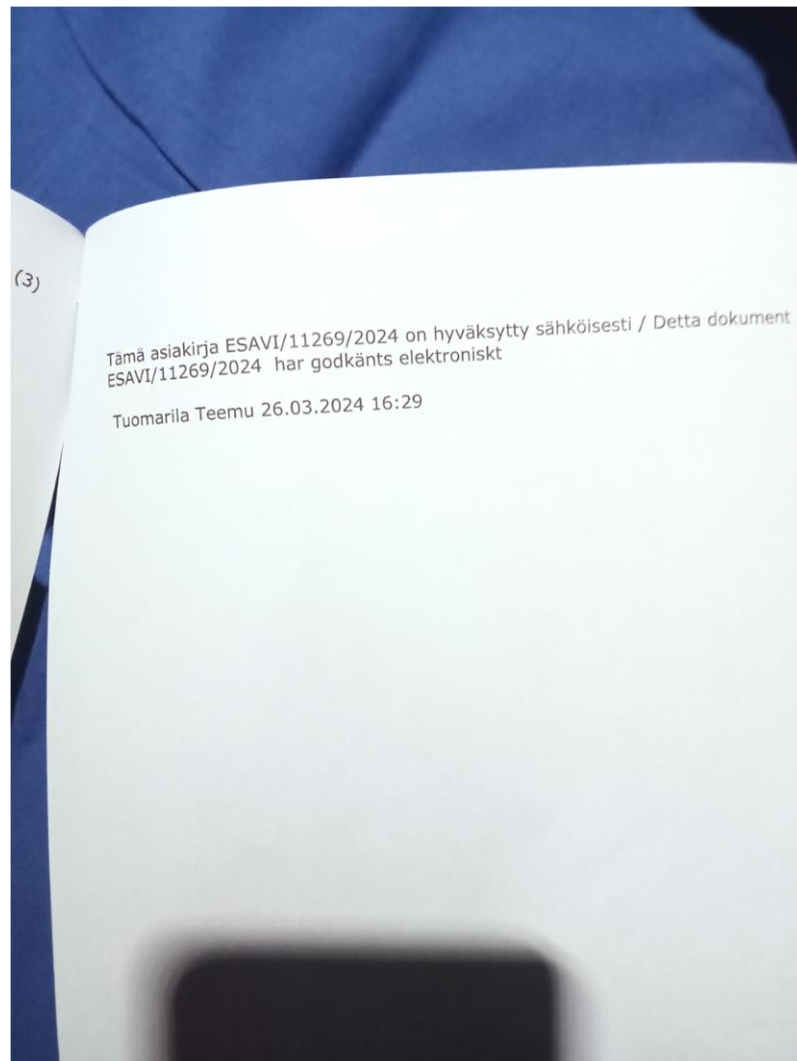 (3)
Tämä asiakirja ESAVI/11269/2024 on hyväksytty sähköisesti / Detta dokument
ESAVI/11269/2024  har godkänts elektroniskt
Tuomarila Teemu 26.03.2024 16:29